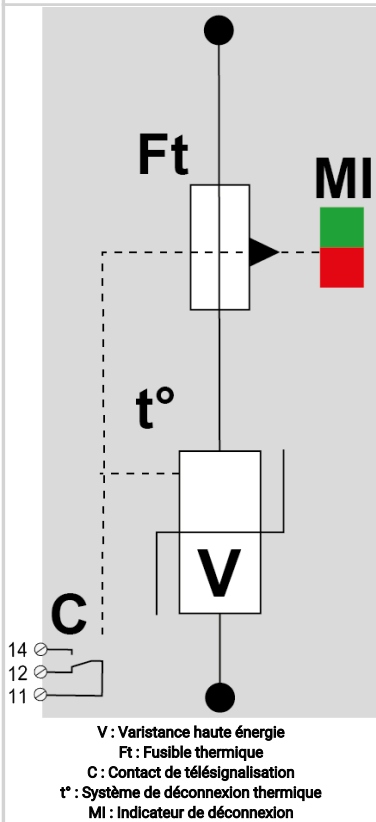 Ft
MI
t°
V
C
14
12
11
V : Varistance haute énergie
Ft : Fusible thermique
C : Contact de télésignalisation
t° : Système de déconnexion thermique
MI : Indicateur de déconnexion